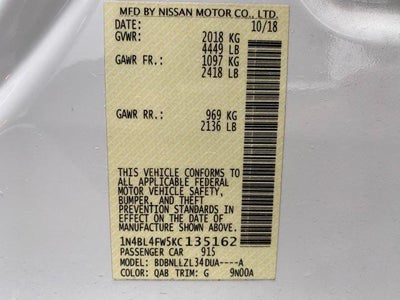 MFD BY NISSAN MOTOR CO., LTD.
DATE: 10/18
GVWR: 2018 KG
4449 LB
GAWR FR.: 1097 KG
2418 LB
GAWR RR.: 969 KG
2136 LB
THIS VEHICLE CONFORMS TO
ALL APPLICABLE FEDERAL
MOTOR VEHICLE SAFETY,
BUMPER, AND THEFT
PREVENTION STANDARDS IN
EFFECT ON THE DATE OF
MANUFACTURE SHOWN ABOVE.
1N4BL4FW5KC135162
PASSENGER CAR 915
MODEL: BDBNLLZL34DUA----A
COLOR: QAB TRIM: G 9N00A